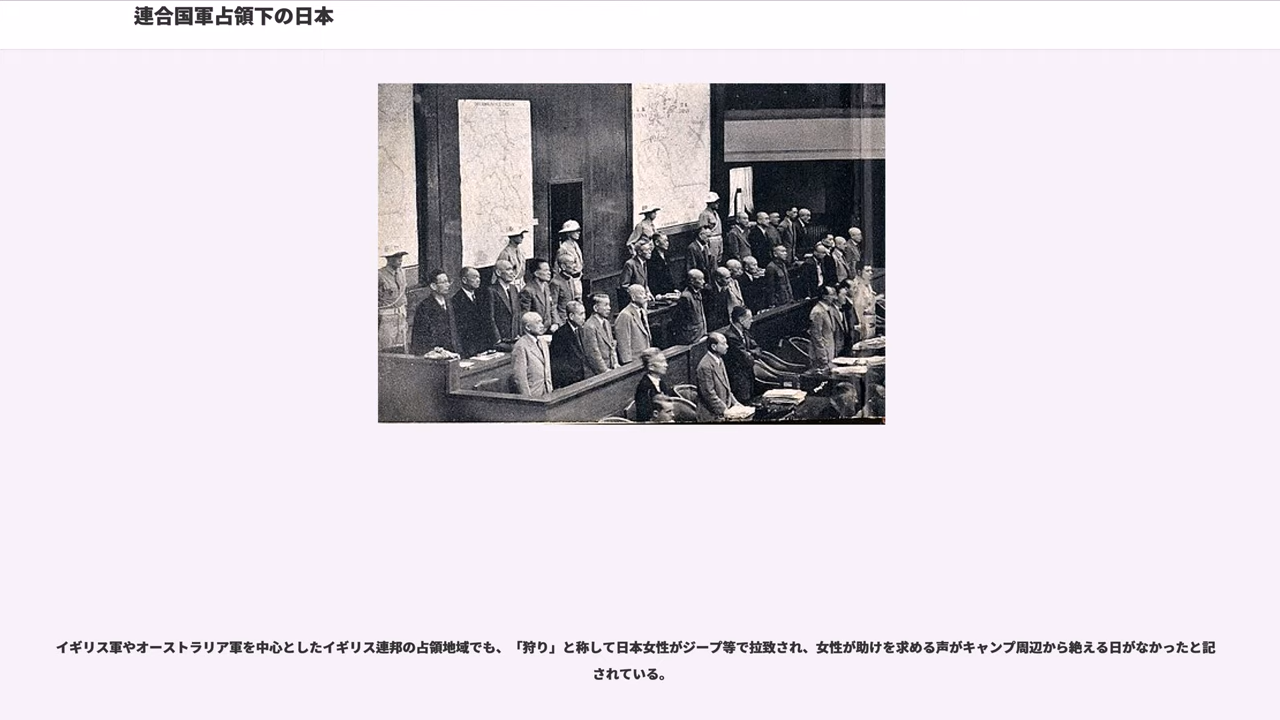 連合国軍占領下の日本
イギリス軍やオーストラリア軍を中心としたイギリス連邦の占領地域でも、「狩り」と称して日本女性がジープ等で拉致され、女性が助けを求める声がキャンプ周辺から絶える日がなかったと記
されている。